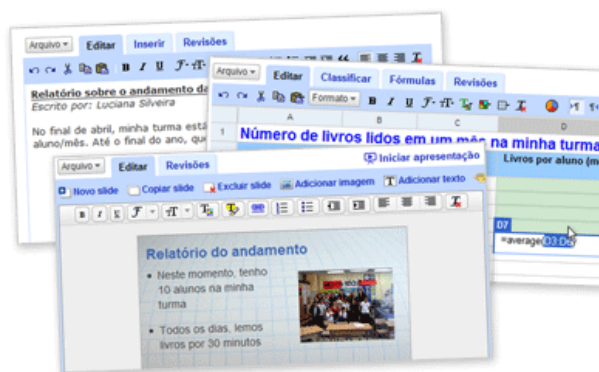 Arquivo Editar Inserir Revisões
B I U
Relatório sobre o andamento da
Escrito por: Luciana Silveira
No final de abril, minha turma está
aluno/mês. Até o final do ano, que
Arquivo Editar Classificar Fórmulas Revisões
Formato B I U
A B C D
1 Número de livros lidos em um mês na minha turma
Livros por aluno (m
D7
=average(D3:D6)
Arquivo Editar Revisões Iniciar apresentação
Novo slide Copiar slide Excluir slide Adicionar imagem Adicionar texto
B I U
Relatório do andamento
• Neste momento, tenho
10 alunos na minha
turma
• Todos os dias, lemos
livros por 30 minutos